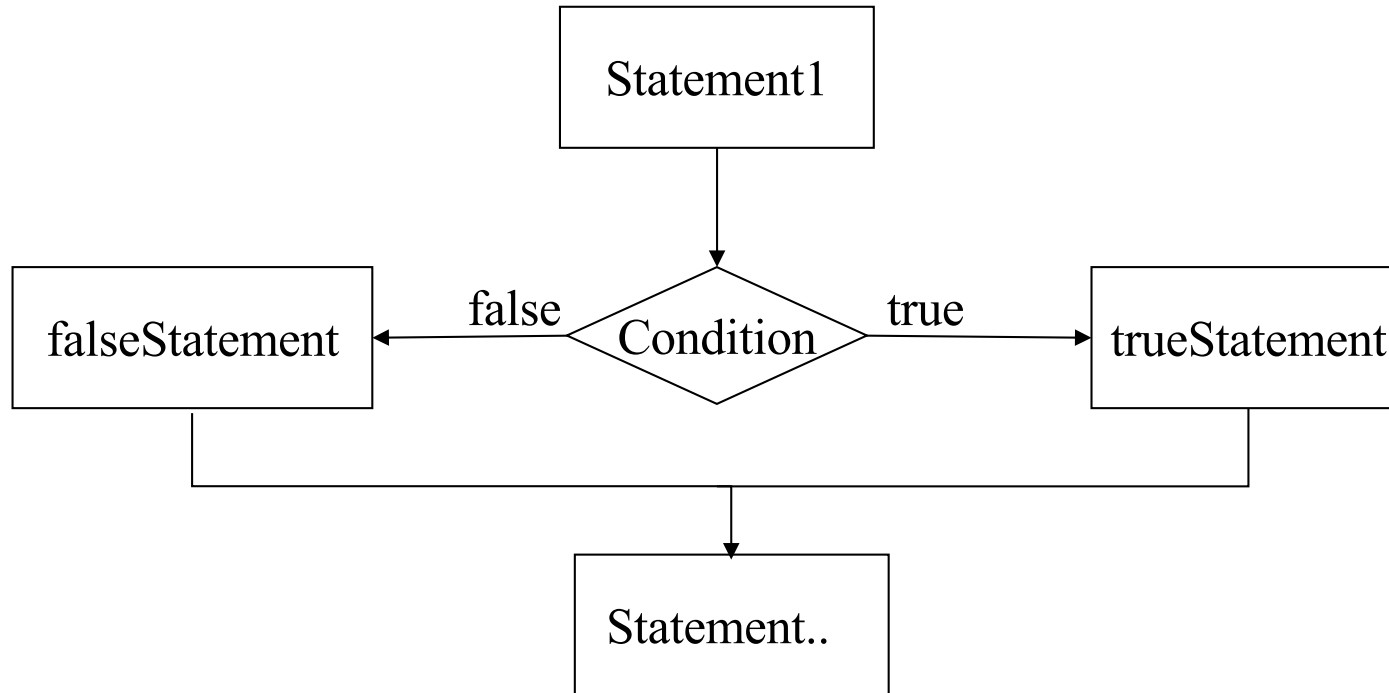 Statement1
false
true
falseStatement
Condition
trueStatement
Statement..